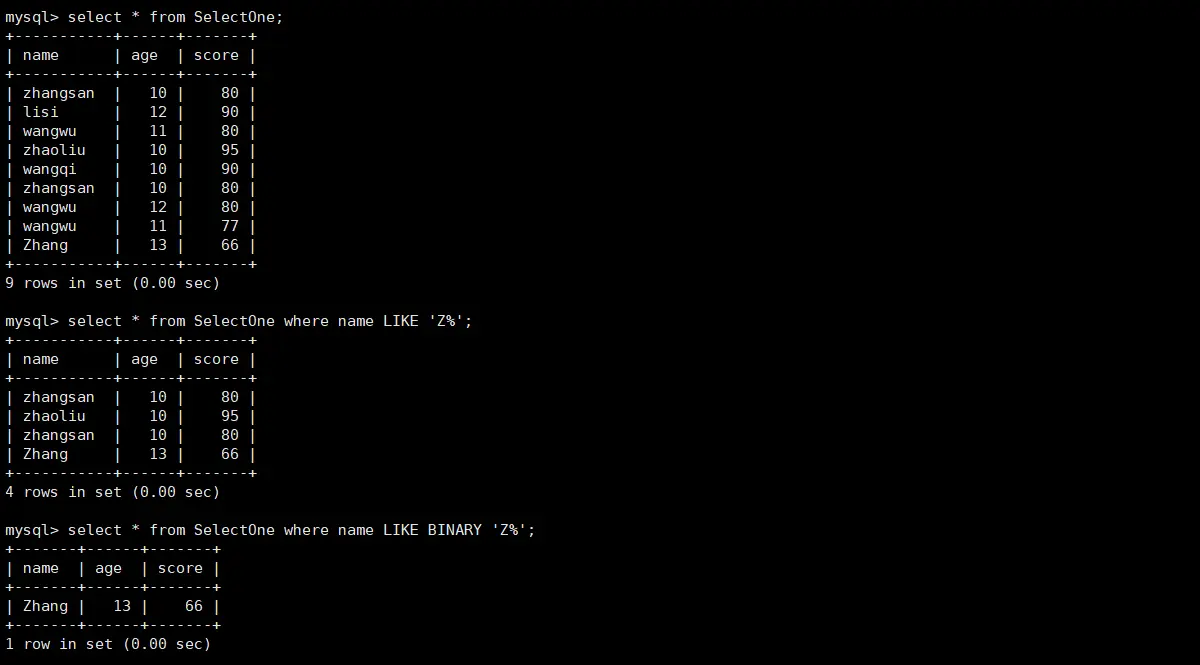 mysql> select * from SelectOne;
+-----------+------+-------+
| name      | age  | score |
+-----------+------+-------+
| zhangsan  |   10 |    80 |
| lisi      |   12 |    90 |
| wangwu    |   11 |    80 |
| zhaoliu   |   10 |    95 |
| wangqi    |   10 |    90 |
| zhangsan  |   10 |    80 |
| wangwu    |   12 |    80 |
| wangwu    |   11 |    77 |
| Zhang     |   13 |    66 |
+-----------+------+-------+
9 rows in set (0.00 sec)

mysql> select * from SelectOne where name LIKE 'Z%';
+-----------+------+-------+
| name      | age  | score |
+-----------+------+-------+
| zhangsan  |   10 |    80 |
| zhaoliu   |   10 |    95 |
| zhangsan  |   10 |    80 |
| Zhang     |   13 |    66 |
+-----------+------+-------+
4 rows in set (0.00 sec)

mysql> select * from SelectOne where name LIKE BINARY 'Z%';
+-------+------+-------+
| name  | age  | score |
+-------+------+-------+
| Zhang |   13 |    66 |
+-------+------+-------+
1 row in set (0.00 sec)